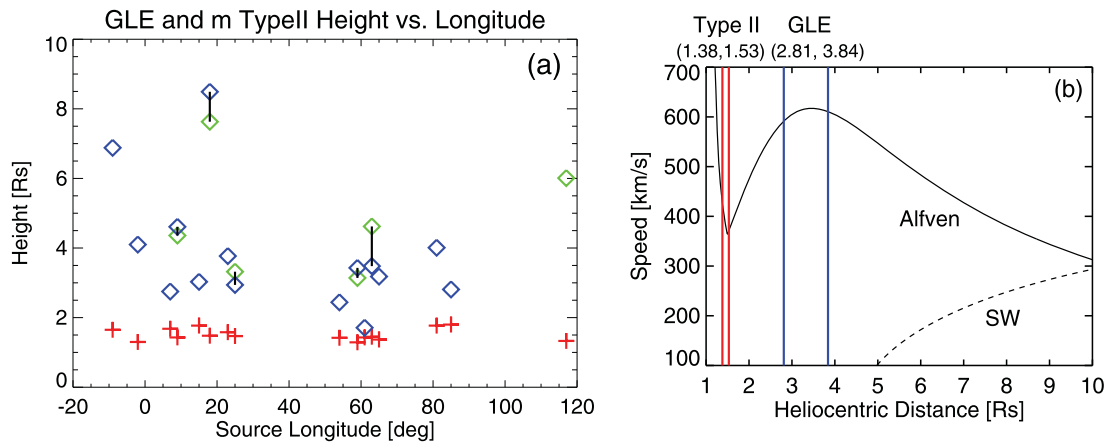 GLE and m TypeII Height vs. Longitude
(a)
10
8
6
4
2
0
Height [Rs]
-20 0 20 40 60 80 100 120
Source Longitude [deg]
Type II GLE
(1.38,1.53) (2.81, 3.84)
(b)
700
600
500
400
300
200
100
Speed [km/s]
Alfven
SW
1 2 3 4 5 6 7 8 9 10
Heliocentric Distance [Rs]